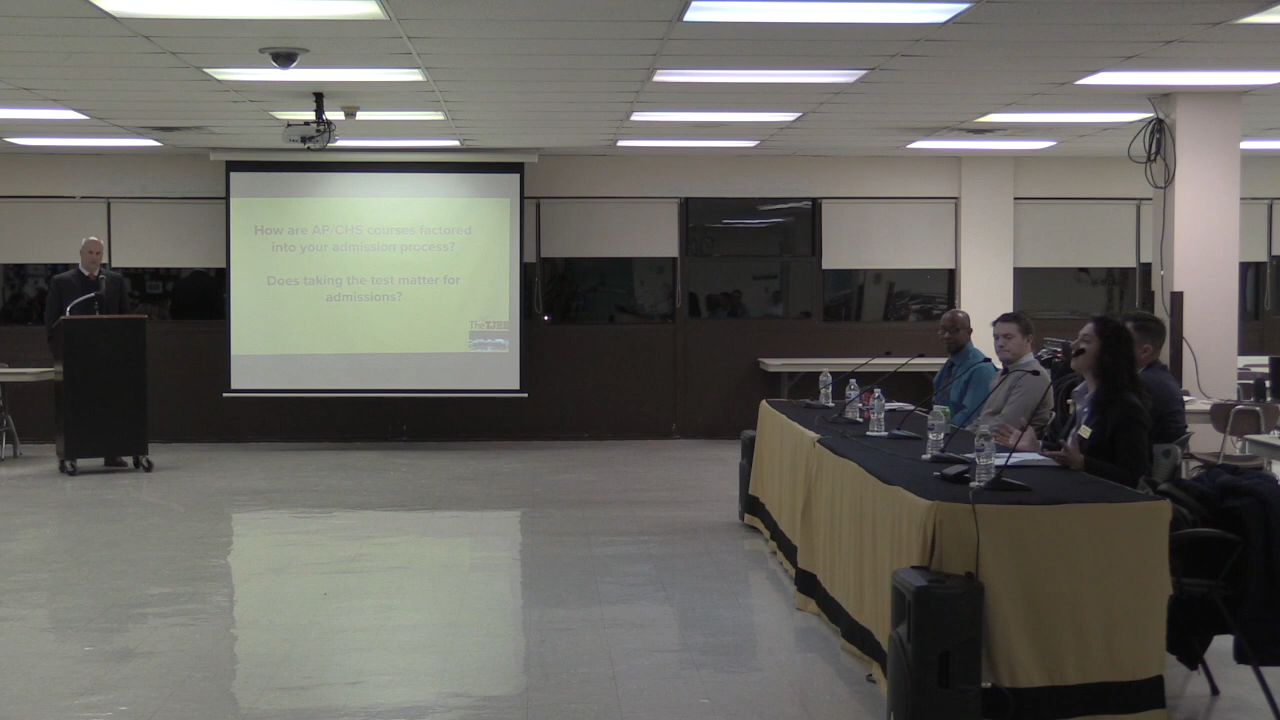 How are AP/CHS courses factored
into your admission process?
Does taking the test matter for
admissions?